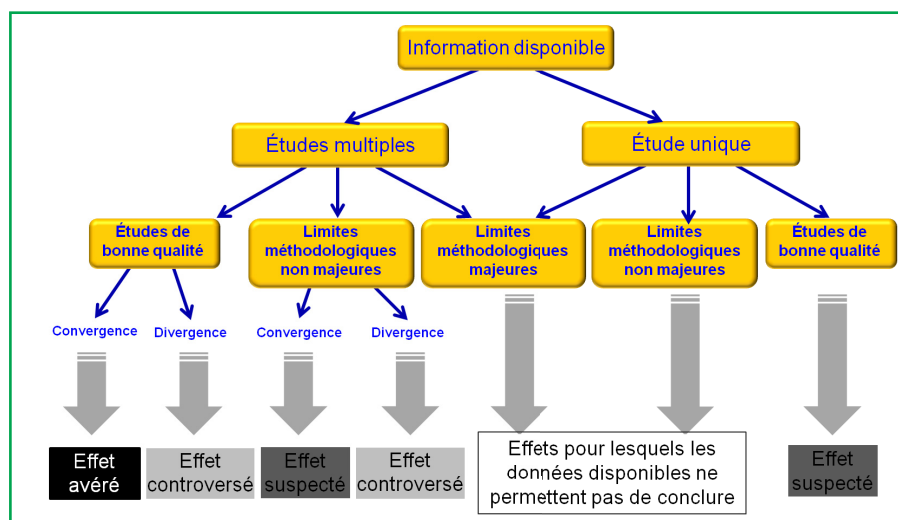 Information disponible
Études multiples
Étude unique
Études de
bonne qualité
Limites
méthodologiques
non majeures
Limites
méthodologiques
majeures
Limites
méthodologiques
non majeures
Études de
bonne qualité
Convergence
Divergence
Convergence
Divergence
Effet
avéré
Effet
controversé
Effet
suspecté
Effet
controversé
Effets pour lesquels les
données disponibles ne
permettent pas de conclure
Effet
suspecté